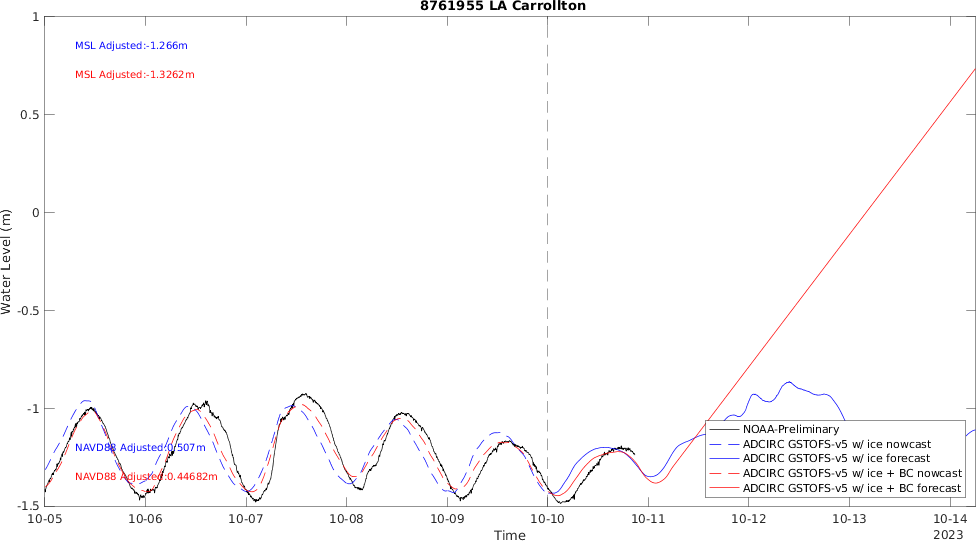 8761955 LA Carrollton
MSL Adjusted:-1.266m
MSL Adjusted:-1.3262m
NAVD88 Adjusted:0.507m
NAVD88 Adjusted:0.44682m
Water Level (m)
1
0.5
0
-0.5
-1
-1.5
NOAA-Preliminary
ADCIRC GSTOFS-v5 w/ ice nowcast
ADCIRC GSTOFS-v5 w/ ice forecast
ADCIRC GSTOFS-v5 w/ ice + BC nowcast
ADCIRC GSTOFS-v5 w/ ice + BC forecast
10-05 10-06 10-07 10-08 10-09 10-10 10-11 10-12 10-13 10-14
2023
Time